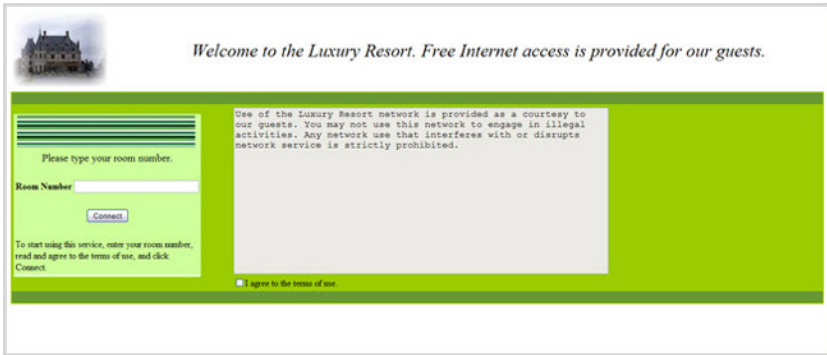 Welcome to the Luxury Resort. Free Internet access is provided for our guests.
Please type your room number.
Room Number
Connect
To start using this service, enter your room number,
read and agree to the terms of use, and click
Connect.
Use of the Luxury Resort network is provided as a courtesy to
our guests. You may not use this network to engage in illegal
activities. Any network use that interferes with or disrupts
network service is strictly prohibited.
I agree to the terms of use.